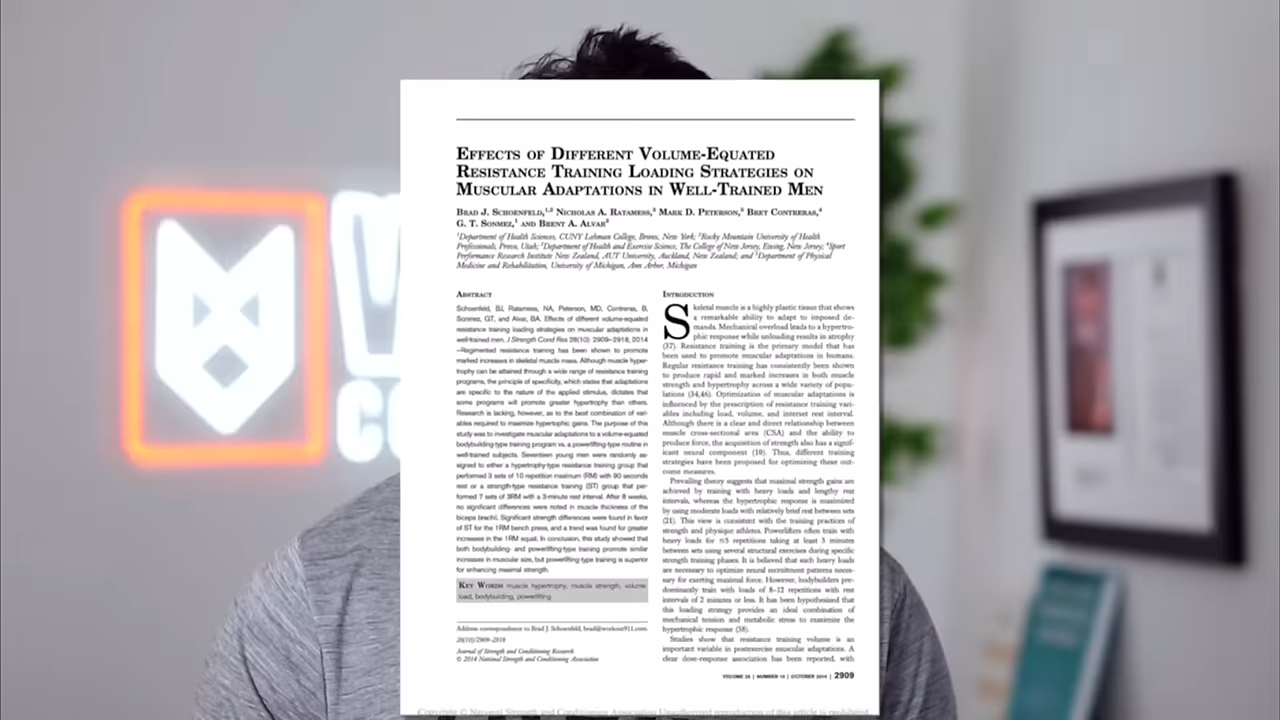 EFFECTS OF DIFFERENT VOLUME-EQUATED
RESISTANCE TRAINING LOADING STRATEGIES ON
MUSCULAR ADAPTATIONS IN WELL-TRAINED MEN
BRAD J. SCHOENFELD,1,2 NICHOLAS A. RATAMESS,3 MARK D. PETERSON,5 BRET CONTRERAS,4
G. T. SONMEZ,1 AND BRENT A. ALVAR2
1Department of Health Sciences, CUNY Lehman College, Bronx, New York; 2Rocky Mountain University of Health
Professionals, Provo, Utah; 3Department of Health and Exercise Science, The College of New Jersey, Ewing, New Jersey; 4Sport
Performance Research Institute New Zealand, AUT University, Auckland, New Zealand; and 5Department of Physical
Medicine and Rehabilitation, University of Michigan, Ann Arbor, Michigan
ABSTRACT
Schoenfeld, BJ, Ratamess, NA, Peterson, MD, Contreras, B,
Sonmez, GT, and Alvar, BA. Effects of different volume-equated
resistance training loading strategies on muscular adaptations in
well-trained men. J Strength Cond Res 28(10): 2909–2918, 2014
—Regimented resistance training has been shown to promote
marked increases in skeletal muscle mass. Although muscle hyper-
trophy can be attained through a wide range of resistance training
programs, the principle of specificity, which states that adaptations
are specific to the nature of the applied stimulus, dictates that
some programs will promote greater hypertrophy than others.
Research is lacking, however, as to the best combination of vari-
ables required to maximize hypertophic gains. The purpose of this
study was to investigate muscular adaptations to a volume-equated
bodybuilding-type training program vs. a powerlifting-type routine in
well-trained subjects. Seventeen young men were randomly as-
signed to either a hypertrophy-type resistance training group that
performed 3 sets of 10 repetition maximum (RM) with 90 seconds
rest or a strength-type resistance training (ST) group that per-
formed 7 sets of 3RM with a 3-minute rest interval. After 8 weeks,
no significant differences were noted in muscle thickness of the
biceps brachii. Significant strength differences were found in favor
of ST for the 1RM bench press, and a trend was found for greater
increases in the 1RM squat. In conclusion, this study showed that
both bodybuilding- and powerlifting-type training promote similar
increases in muscular size, but powerlifting-type training is superior
for enhancing maximal strength.
KEY WORDS muscle hypertrophy, muscle strength, volume
load, bodybuilding, powerlifting
Address correspondence to Brad J. Schoenfeld, brad@workout911.com.
28(10)/2909–2918
Journal of Strength and Conditioning Research
© 2014 National Strength and Conditioning Association
INTRODUCTION
Skeletal muscle is a highly plastic tissue that shows
a remarkable ability to adapt to imposed de-
mands. Mechanical overload leads to a hypertro-
phic response while unloading results in atrophy
(37). Resistance training is the primary model that has
been used to promote muscular adaptations in humans.
Regular resistance training has consistently been shown
to produce rapid and marked increases in both muscle
strength and hypertrophy across a wide variety of popu-
lations (34,46). Optimization of muscular adaptations is
influenced by the prescription of resistance training vari-
ables including load, volume, and interset rest interval.
Although there is a clear and direct relationship between
muscle cross-sectional area (CSA) and the ability to
produce force, the acquisition of strength also has a signif-
icant neural component (10). Thus, different training
strategies have been proposed for optimizing these out-
come measures.
Prevailing theory suggests that maximal strength gains are
achieved by training with heavy loads and lengthy rest
intervals, whereas the hypertrophic response is maximized
by using moderate loads with relatively brief rest between sets
(21). This view is consistent with the training practices of
strength and physique athletes. Powerlifters often train with
heavy loads for ≤5 repetitions taking at least 3 minutes
between sets using several structural exercises during specific
strength training phases. It is believed that such heavy loads
are necessary to optimize neural recruitment patterns neces-
sary for exerting maximal force. However, bodybuilders pre-
dominantly train with loads of 8–12 repetitions with rest
intervals of 2 minutes or less. It has been hypothesized that
this loading strategy provides an ideal combination of
mechanical tension and metabolic stress to maximize the
hypertrophic response (38).
Studies show that resistance training volume is an
important variable in postexercise muscular adaptations. A
clear dose-response association has been reported, with
VOLUME 28 | NUMBER 10 | OCTOBER 2014 | 2909
Copyright © National Strength and Conditioning Association Unauthorized reproduction of this article is prohibited